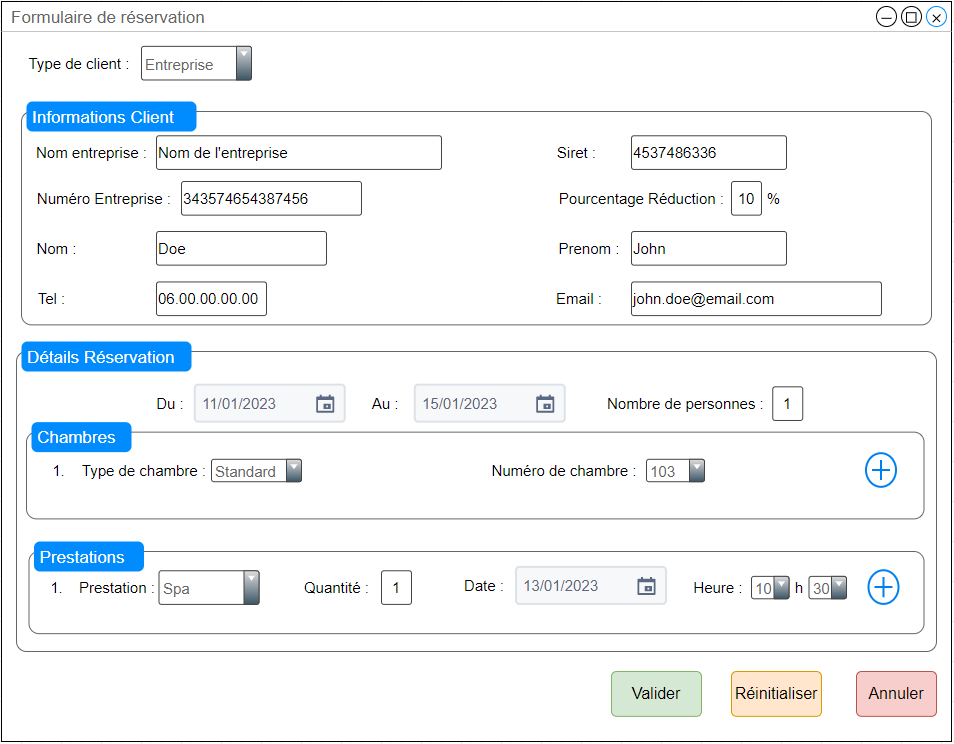 Formulaire de réservation
Type de client : Entreprise
Informations Client
Nom entreprise : Nom de l'entreprise Siret : 4537486336
Numéro Entreprise : 343574654387456 Pourcentage Réduction : 10 %
Nom : Doe Prenom : John
Tel : 06.00.00.00.00 Email : john.doe@email.com
Détails Réservation
Du : 11/01/2023 Au : 15/01/2023 Nombre de personnes : 1
Chambres
1. Type de chambre : Standard Numéro de chambre : 103
Prestations
1. Prestation : Spa Quantité : 1 Date : 13/01/2023 Heure : 10 h 30
Valider Réinitialiser Annuler